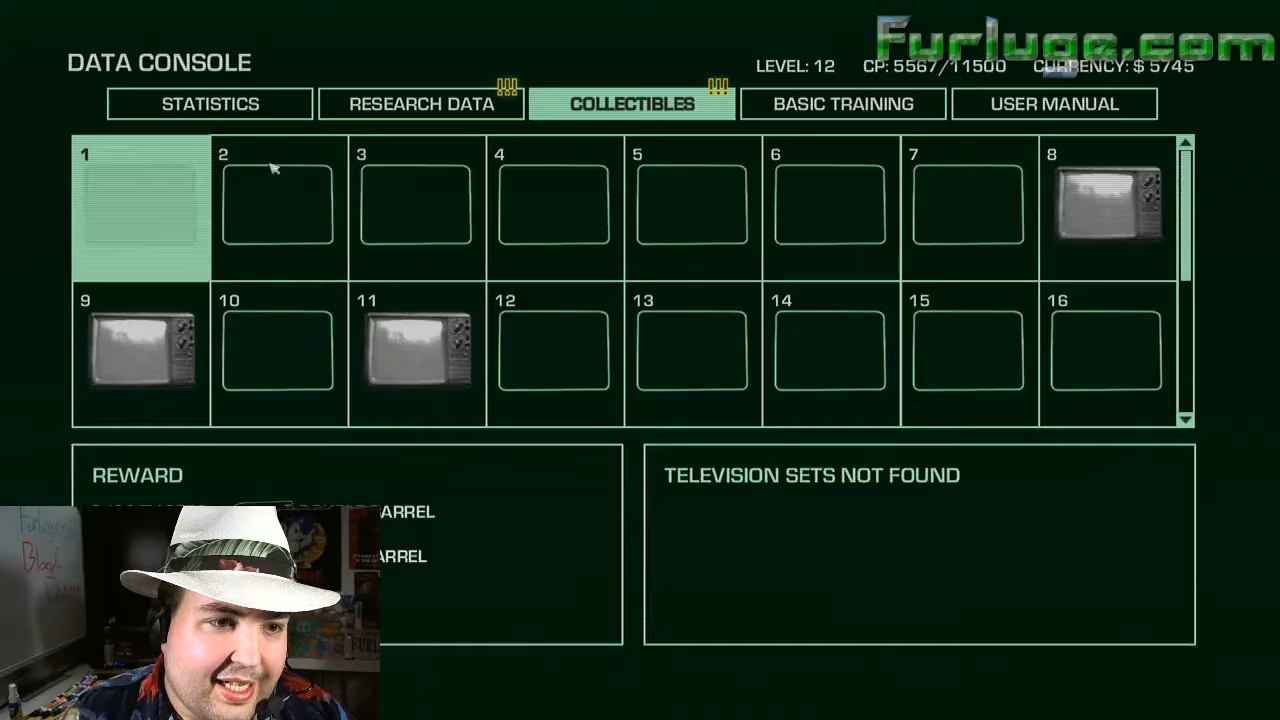 Furluge.com
DATA CONSOLE
LEVEL: 12 CP: 5567/11500 CURRENCY: $ 5745
STATISTICS RESEARCH DATA !!! COLLECTIBLES !!! BASIC TRAINING USER MANUAL
1 2 3 4 5 6 7 8
9 10 11 12 13 14 15 16
REWARD
TELEVISION SETS NOT FOUND
ARREL
ARREL
Blood